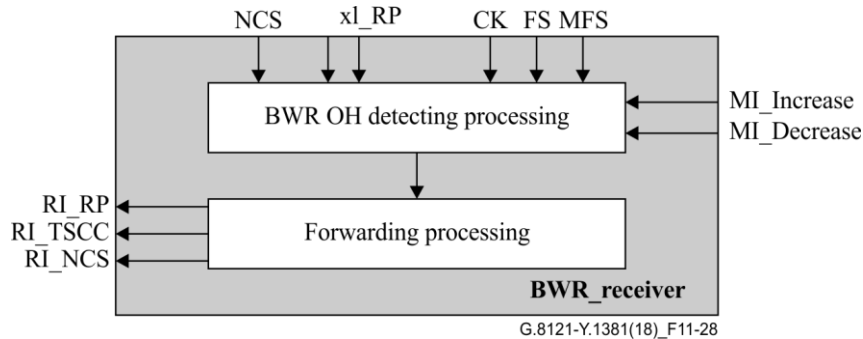 NCS xl_RP CK FS MFS
BWR OH detecting processing
MI_Increase
MI_Decrease
RI_RP
RI_TSCC
RI_NCS
Forwarding processing
BWR_receiver
G.8121-Y.1381(18)_F11-28